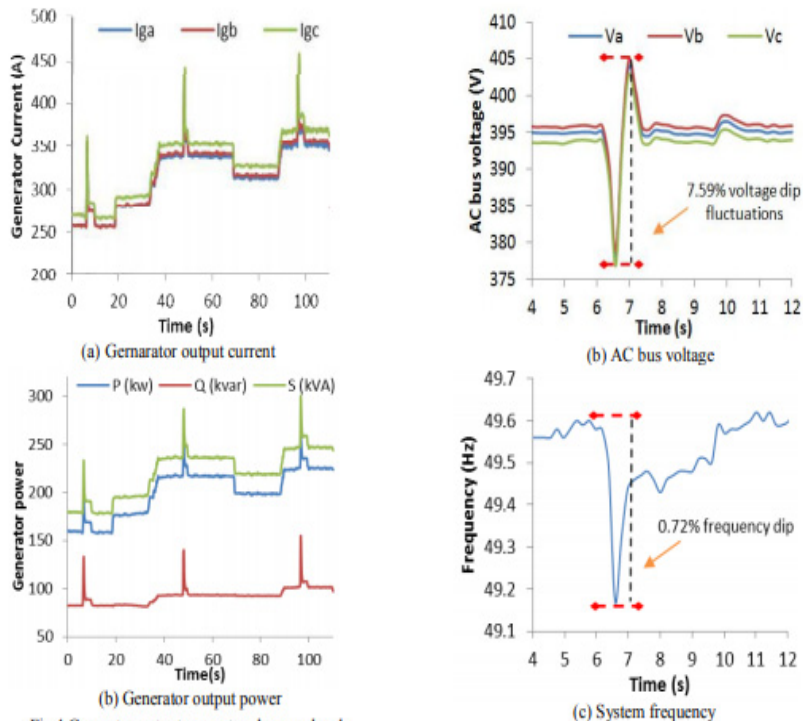 Iga Igb Igc
Generator Current (A)
500
450
400
350
300
250
200
0 20 40 60 80 100
Time (s)
(a) Gernarator output current
Va Vb Vc
AC bus voltage (V)
410
405
400
395
390
385
380
375
7.59% voltage dip
fluctuations
4 5 6 7 8 9 10 11 12
Time (s)
(b) AC bus voltage
P (kw) Q (kvar) S (kVA)
Generator power
300
250
200
150
100
50
0 20 40 60 80 100
Time(s)
(b) Generator output power
Frequency (Hz)
49.7
49.6
49.5
49.4
49.3
49.2
49.1
0.72% frequency dip
4 5 6 7 8 9 10 11 12
Time (s)
(c) System frequency